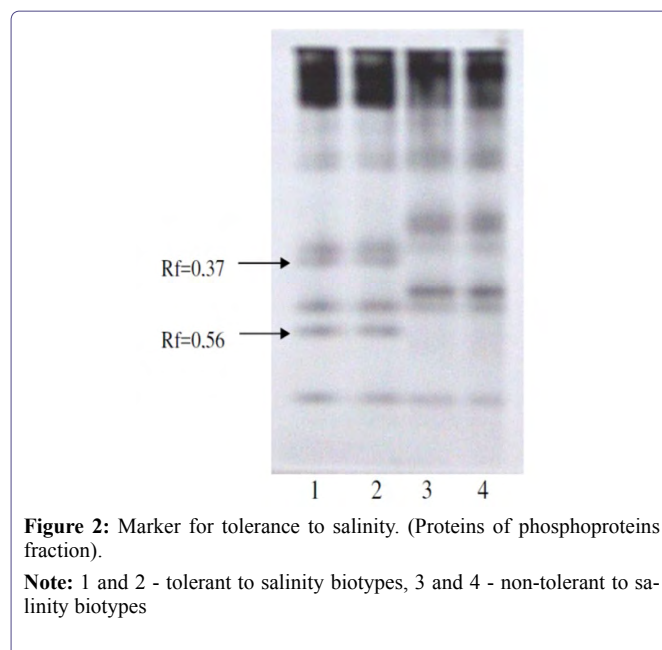 Rf=0.37
Rf=0.56
1 2 3 4
Figure 2: Marker for tolerance to salinity. (Proteins of phosphoproteins
fraction).
Note: 1 and 2 - tolerant to salinity biotypes, 3 and 4 - non-tolerant to sa-
linity biotypes